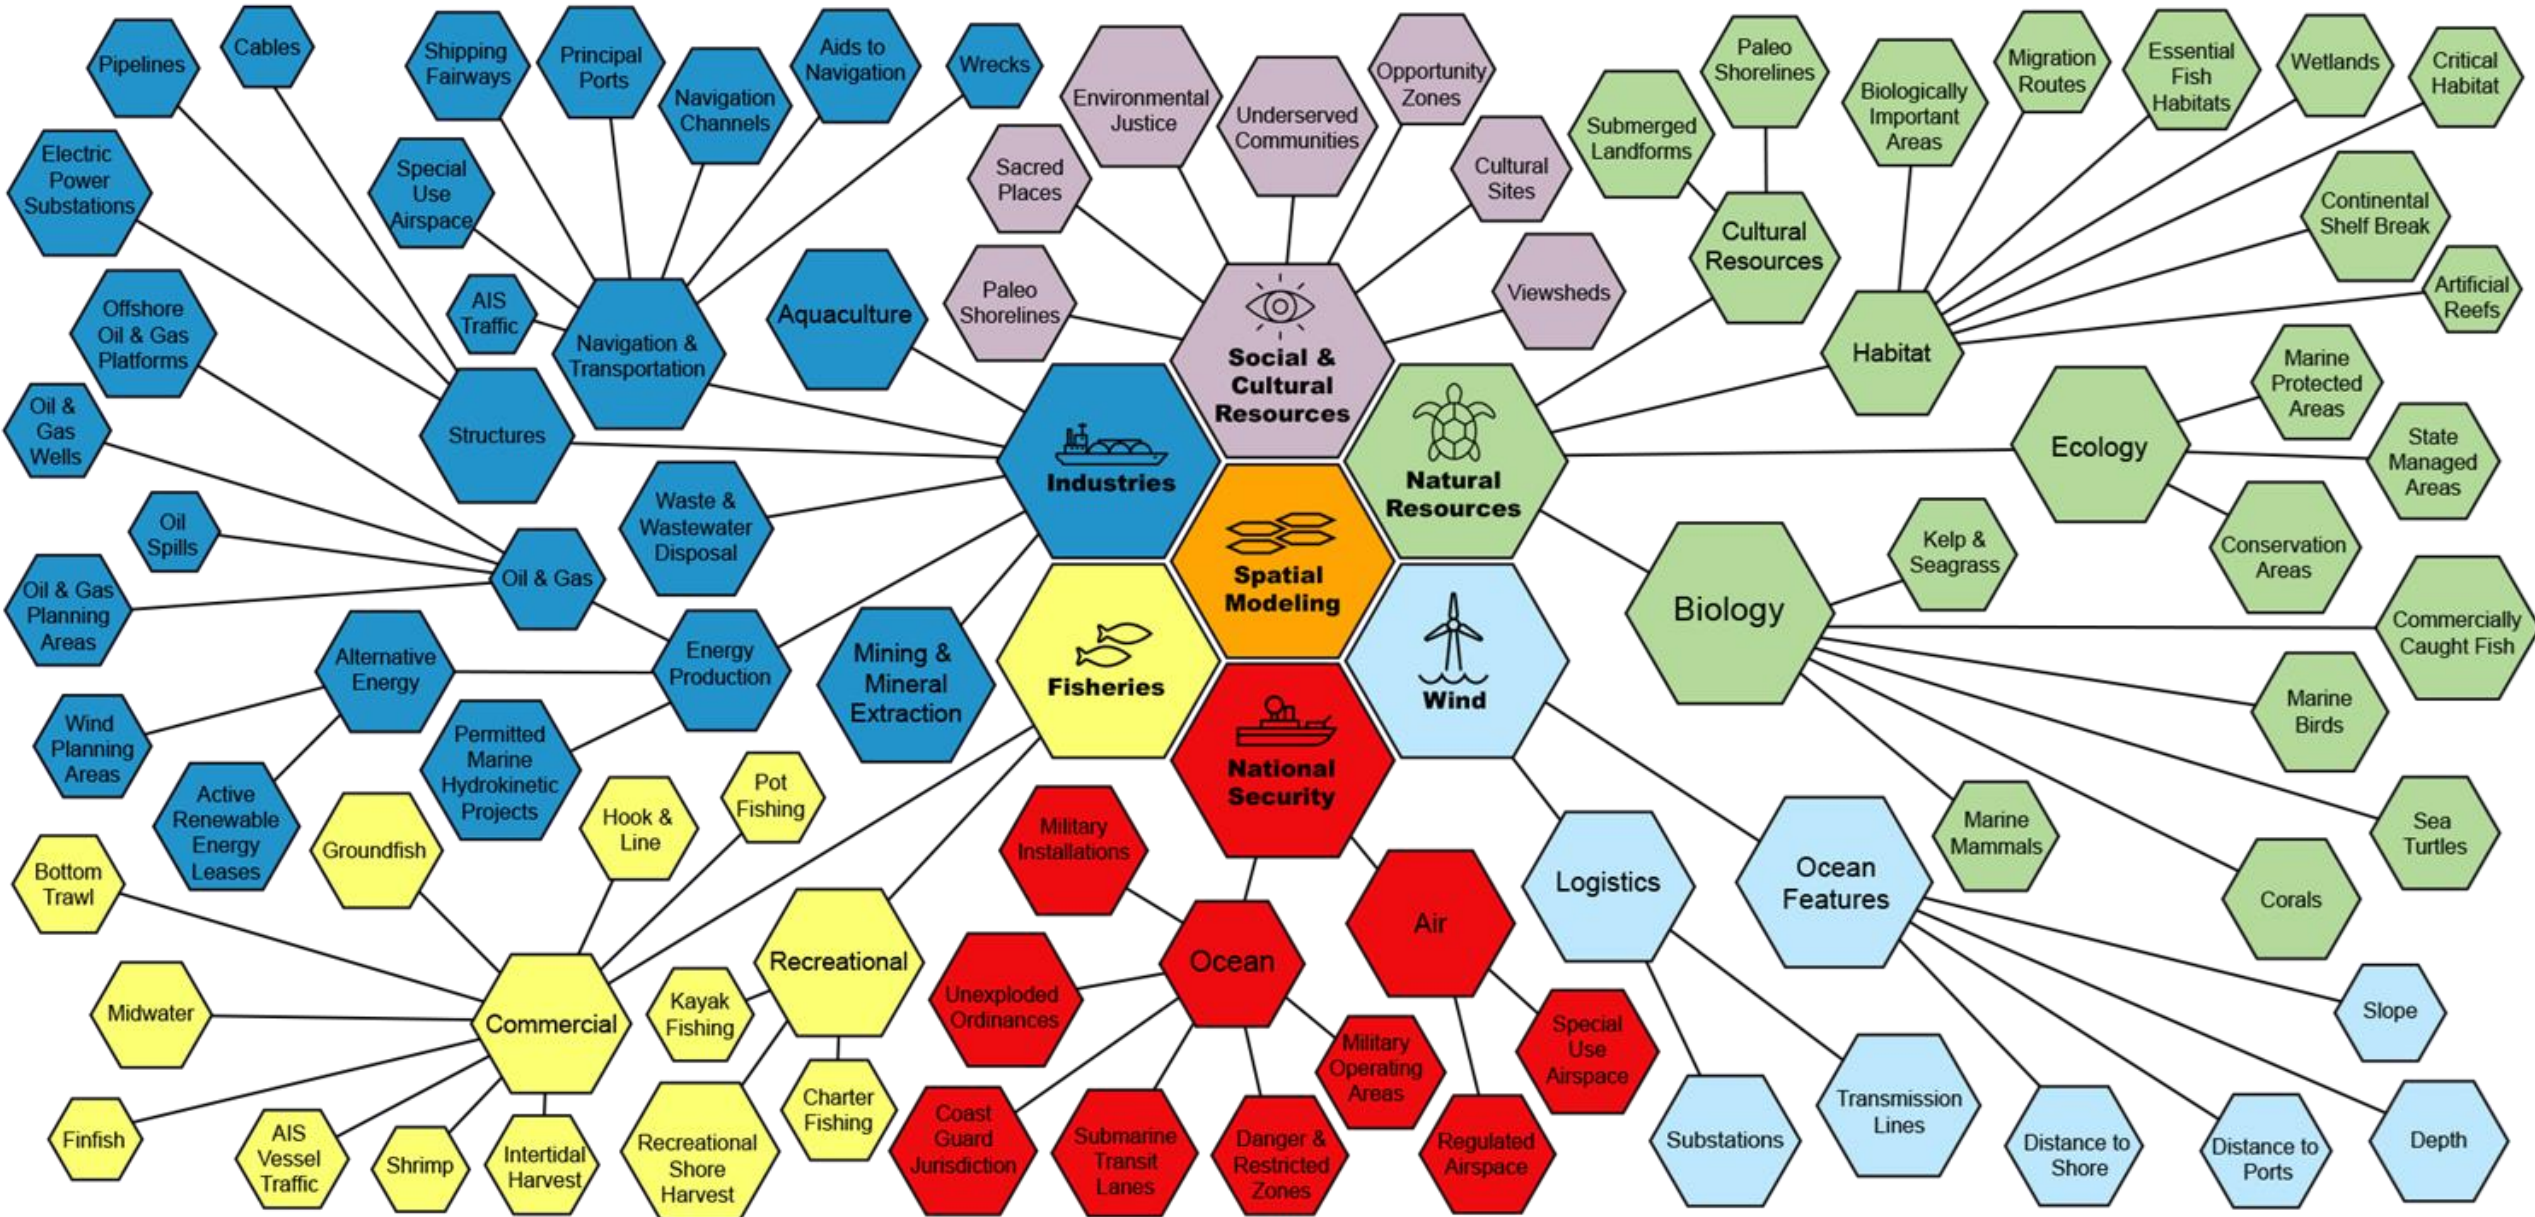 Pipelines
Cables
Shipping
Fairways
Principal
Ports
Navigation
Channels
Aids to
Navigation
Wrecks
Electric
Power
Substations
Special
Use
Airspace
AIS
Traffic
Navigation &
Transportation
Aquaculture
Offshore
Oil & Gas
Platforms
Structures
Oil &
Gas
Wells
Oil
Spills
Oil & Gas
Planning
Areas
Oil & Gas
Waste &
Wastewater
Disposal
Industries
Alternative
Energy
Energy
Production
Mining &
Mineral
Extraction
Wind
Planning
Areas
Active
Renewable
Energy
Leases
Permitted
Marine
Hydrokinetic
Projects
Environmental
Justice
Underserved
Communities
Opportunity
Zones
Sacred
Places
Cultural
Sites
Paleo
Shorelines
Viewsheds
Social &
Cultural
Resources
Submerged
Landforms
Paleo
Shorelines
Cultural
Resources
Biologically
Important
Areas
Migration
Routes
Essential
Fish
Habitats
Wetlands
Critical
Habitat
Continental
Shelf Break
Artificial
Reefs
Habitat
Natural
Resources
Ecology
Marine
Protected
Areas
State
Managed
Areas
Conservation
Areas
Biology
Kelp &
Seagrass
Commercially
Caught Fish
Marine
Birds
Sea
Turtles
Corals
Marine
Mammals
Spatial
Modeling
Fisheries
Wind
National
Security
Pot
Fishing
Hook &
Line
Groundfish
Bottom
Trawl
Midwater
Commercial
Finfish
AIS
Vessel
Traffic
Shrimp
Intertidal
Harvest
Recreational
Kayak
Fishing
Recreational
Shore
Harvest
Charter
Fishing
Military
Installations
Ocean
Unexploded
Ordinances
Coast
Guard
Jurisdiction
Submarine
Transit
Lanes
Danger &
Restricted
Zones
Military
Operating
Areas
Air
Special
Use
Airspace
Regulated
Airspace
Logistics
Substations
Transmission
Lines
Ocean
Features
Slope
Depth
Distance to
Ports
Distance to
Shore